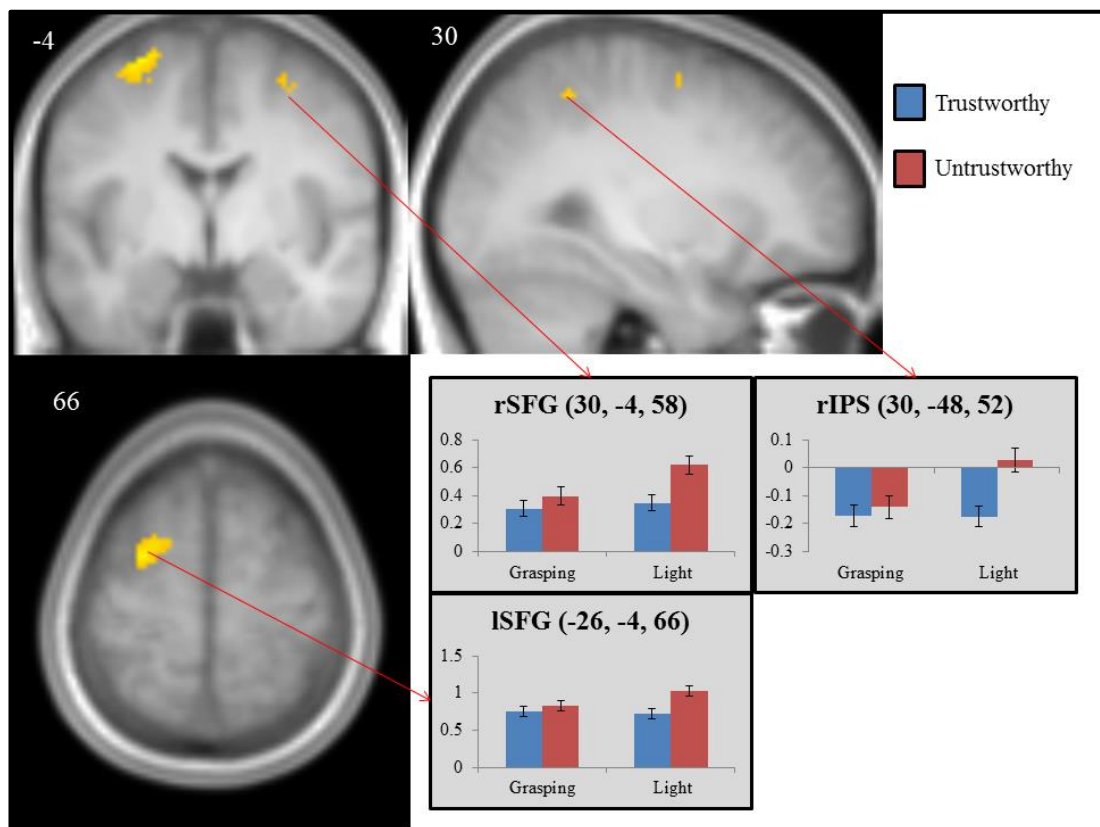 -4
30
Trustworthy
Untrustworthy
66
rSFG (30, -4, 58)
0.8
0.6
0.4
0.2
0
Grasping Light
rIPS (30, -48, 52)
0.1
0
-0.1
-0.2
-0.3
Grasping Light
lSFG (-26, -4, 66)
1.5
1
0.5
0
Grasping Light